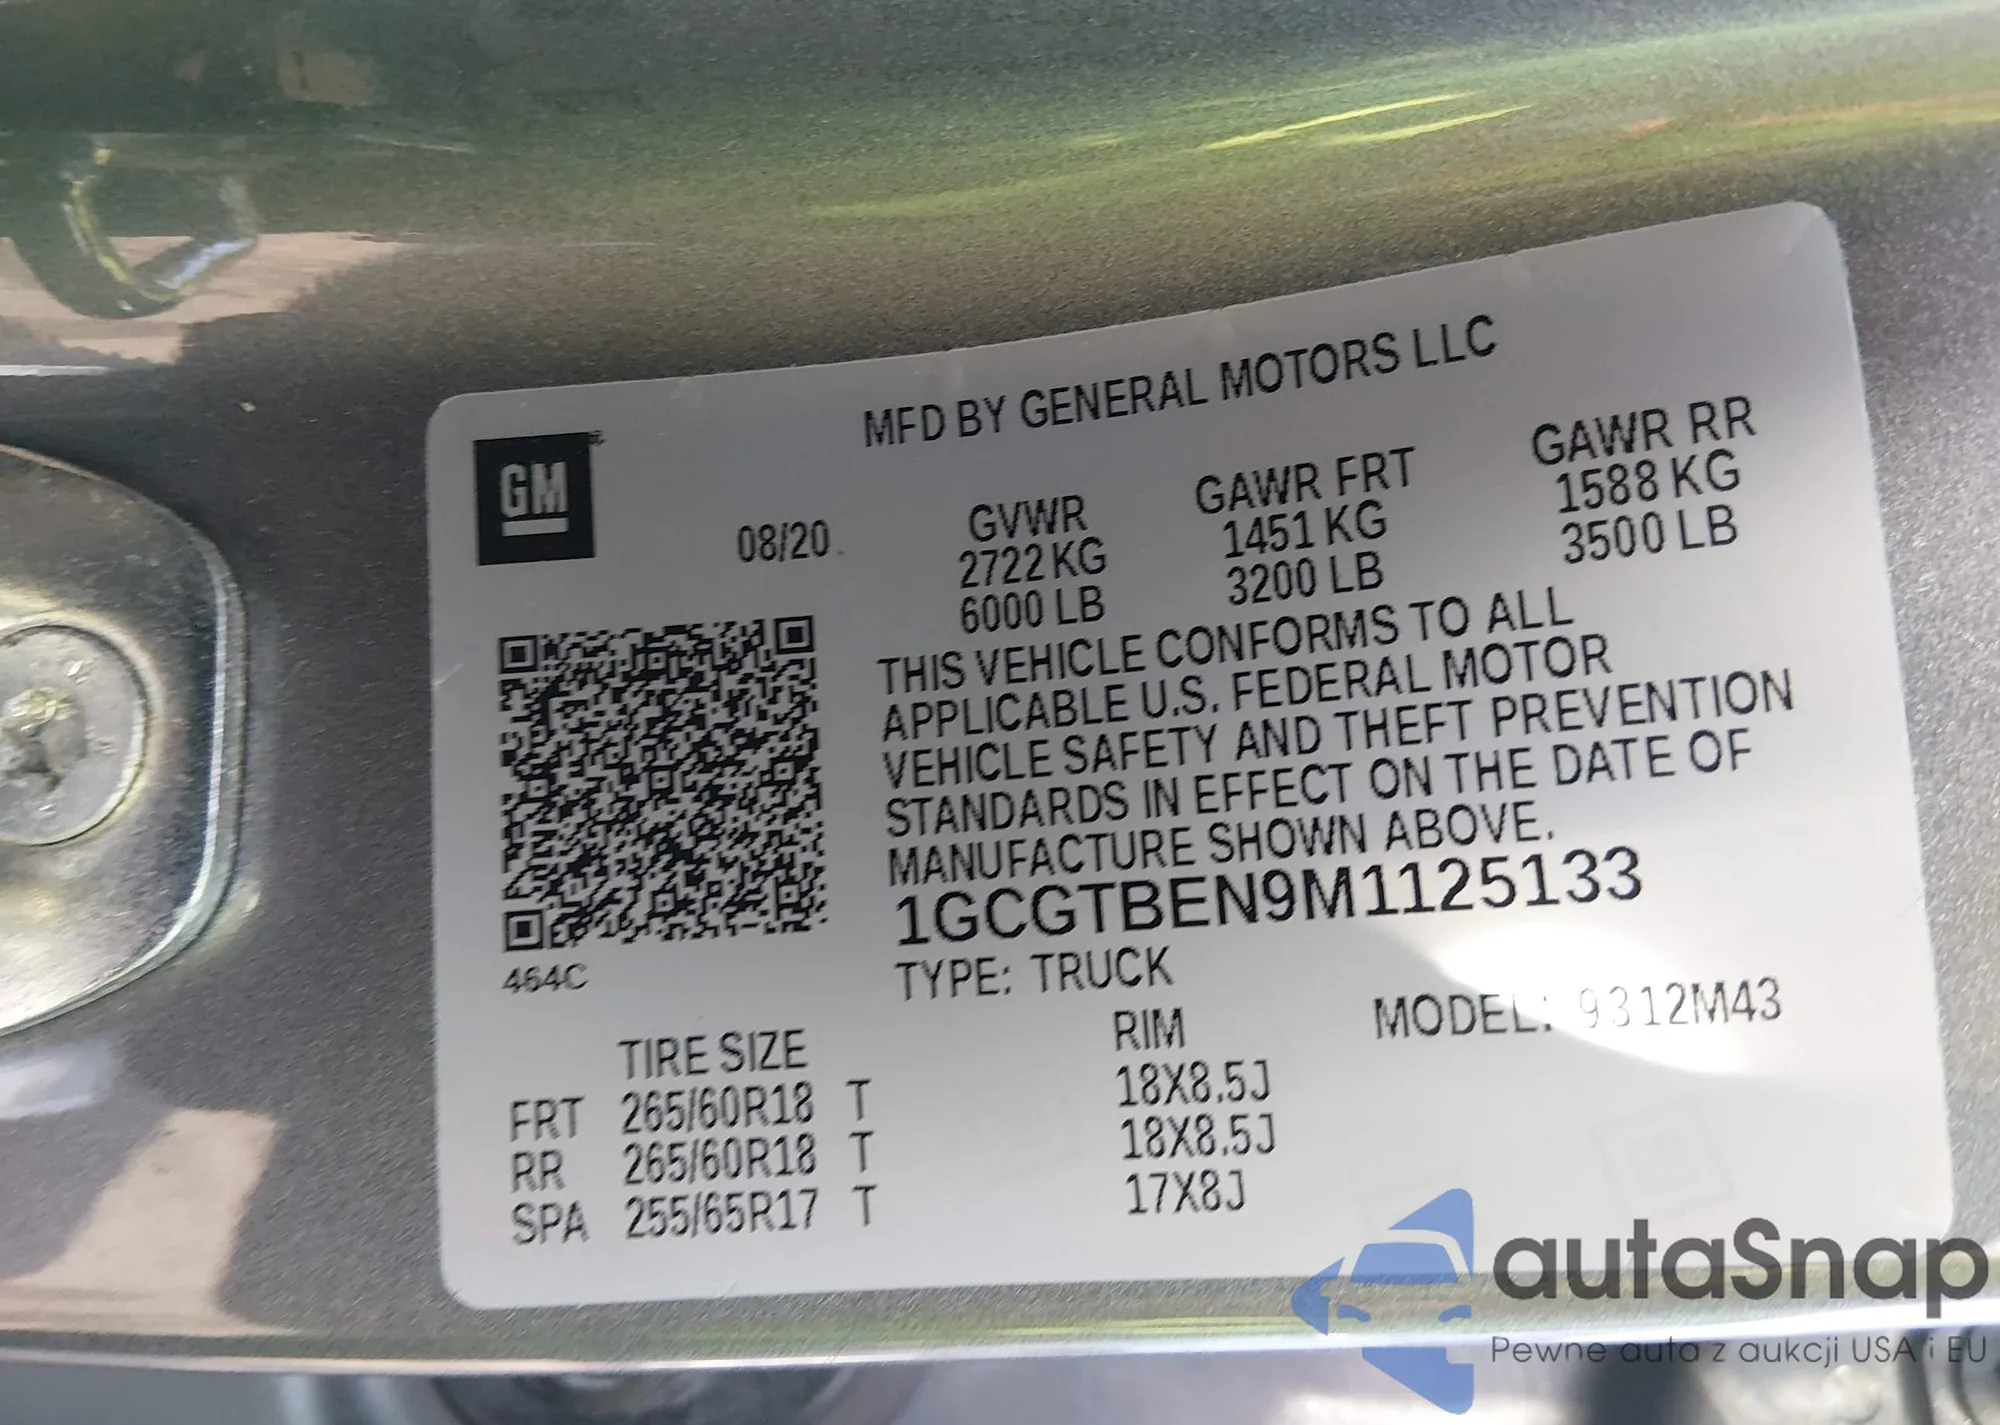 MFD BY GENERAL MOTORS LLC
GM
08/20
GVWR
2722 KG
6000 LB
GAWR FRT
1451 KG
3200 LB
GAWR RR
1588 KG
3500 LB
THIS VEHICLE CONFORMS TO ALL
APPLICABLE U.S. FEDERAL MOTOR
VEHICLE SAFETY AND THEFT PREVENTION
STANDARDS IN EFFECT ON THE DATE OF
MANUFACTURE SHOWN ABOVE.
1GCGTBEN9M1125133
464C
TYPE: TRUCK
MODEL: 9312M43
TIRE SIZE RIM
FRT 265/60R18 T 18X8.5J
RR 265/60R18 T 18X8.5J
SPA 255/65R17 T 17X8J
autaSnap
Pewne auta z aukcji USA i EU